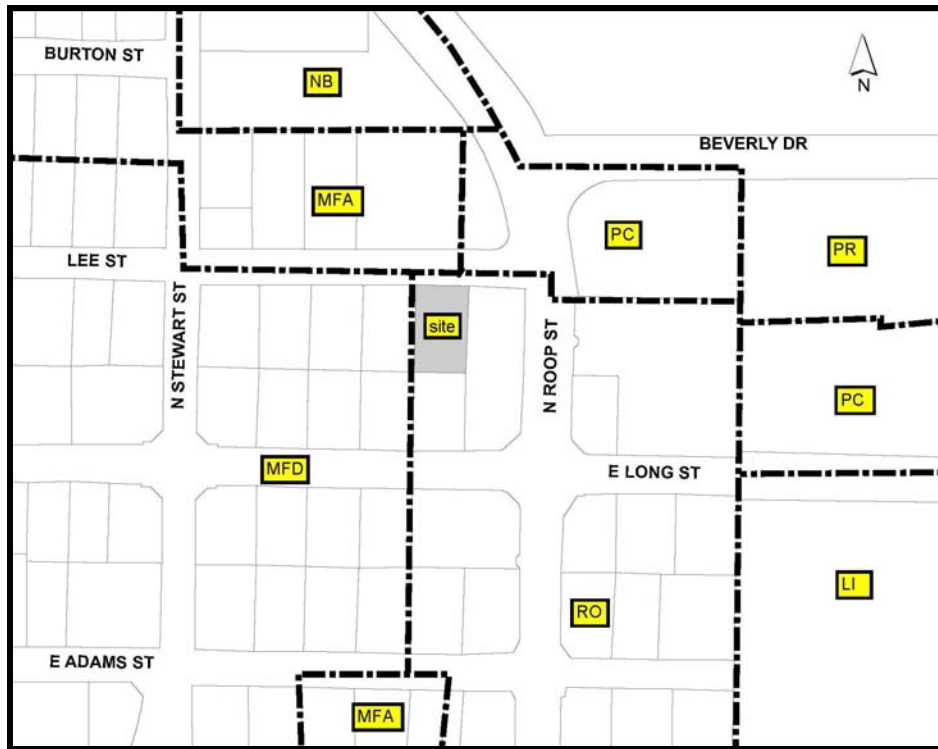 BURTON ST
NB
N
BEVERLY DR
MFA
PC
PR
LEE ST
N STEWART ST
site
N ROOP ST
PC
MFD
E LONG ST
LI
RO
E ADAMS ST
MFA